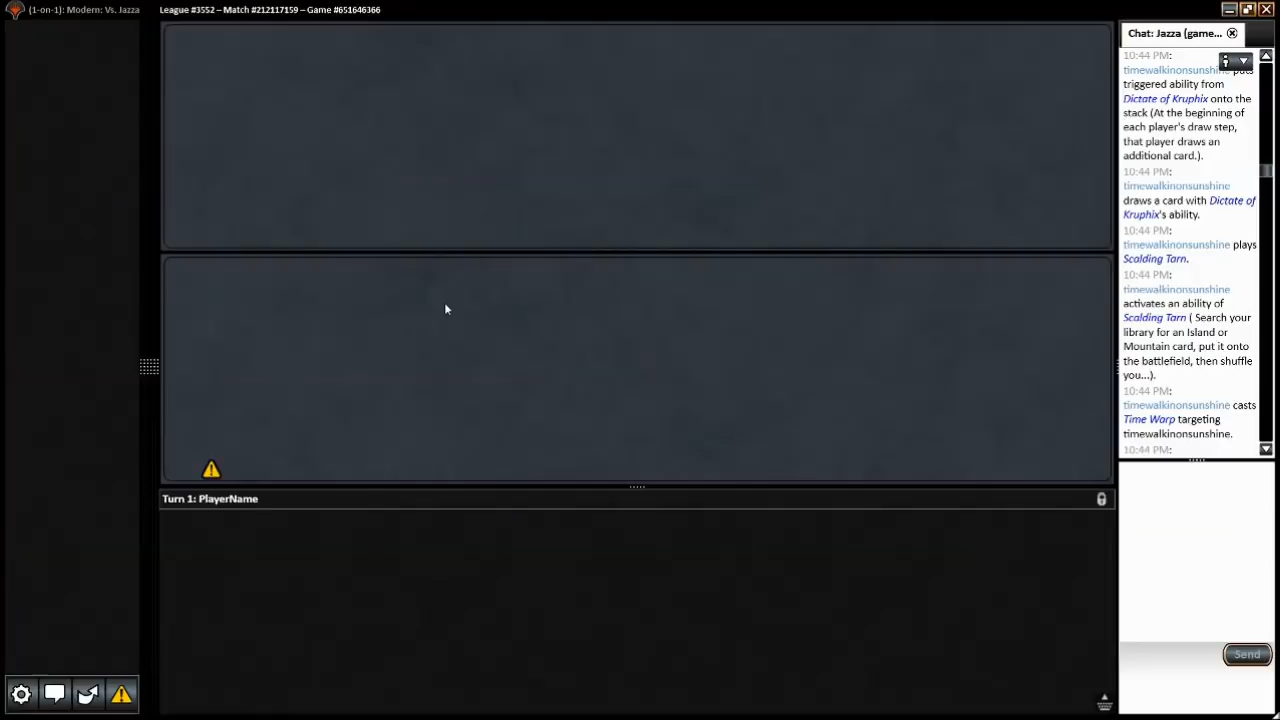 (1-on-1): Modern: Vs. Jazza
League #3552 – Match #212117159 – Game #651646366
Chat: Jazza (game...
10:44 PM:
timewalkinonsunshine puts
triggered ability from
Dictate of Kruphix onto the
stack (At the beginning of
each player's draw step,
that player draws an
additional card.).
10:44 PM:
timewalkinonsunshine
draws a card with Dictate of
Kruphix's ability.
10:44 PM:
timewalkinonsunshine plays
Scalding Tarn.
10:44 PM:
timewalkinonsunshine
activates an ability of
Scalding Tarn ( Search your
library for an Island or
Mountain card, put it onto
the battlefield, then shuffle
you...).
10:44 PM:
timewalkinonsunshine casts
Time Warp targeting
timewalkinonsunshine.
10:44 PM:
Turn 1: PlayerName
Send